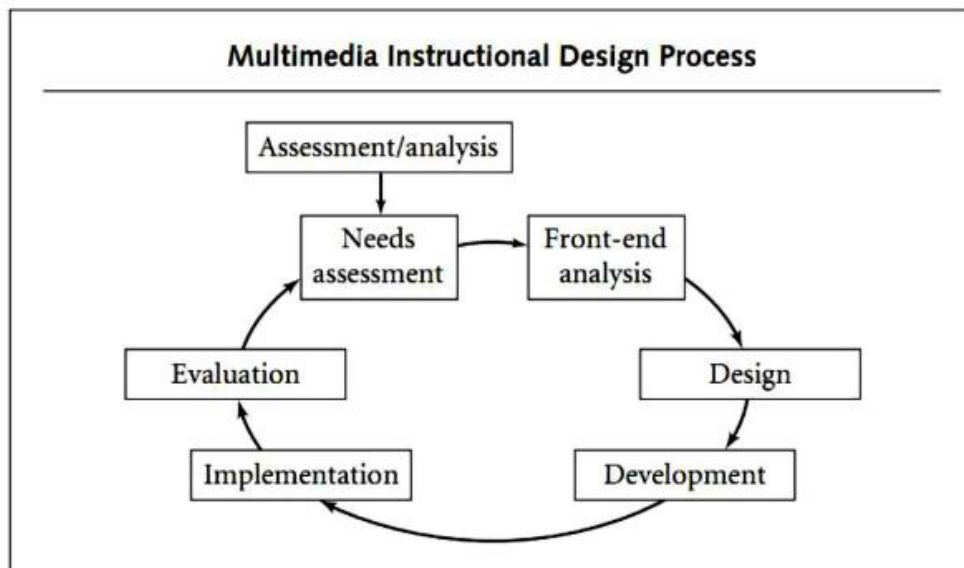 Multimedia Instructional Design Process
Assessment/analysis
Needs
assessment
Front-end
analysis
Evaluation
Design
Implementation
Development